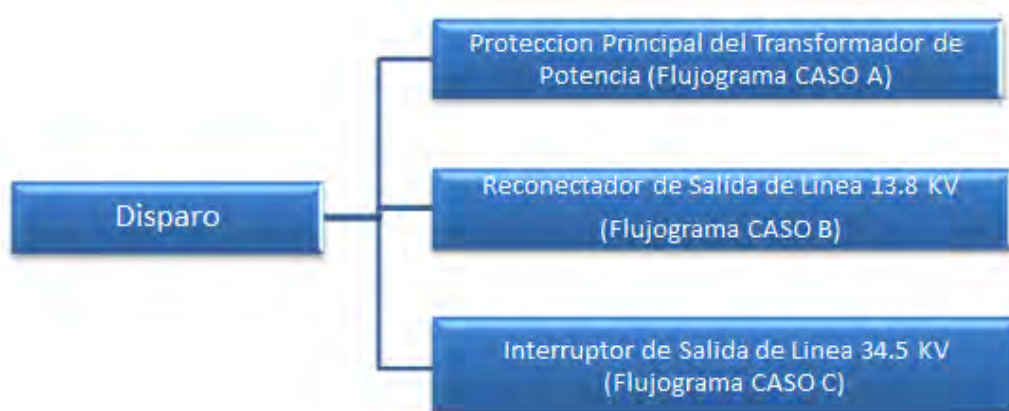 Proteccion Principal del Transformador de
Potencia (Flujograma CASO A)
Disparo
Reconectador de Salida de Linea 13.8 KV
(Flujograma CASO B)
Interruptor de Salida de Linea 34.5 KV
(Flujograma CASO C)